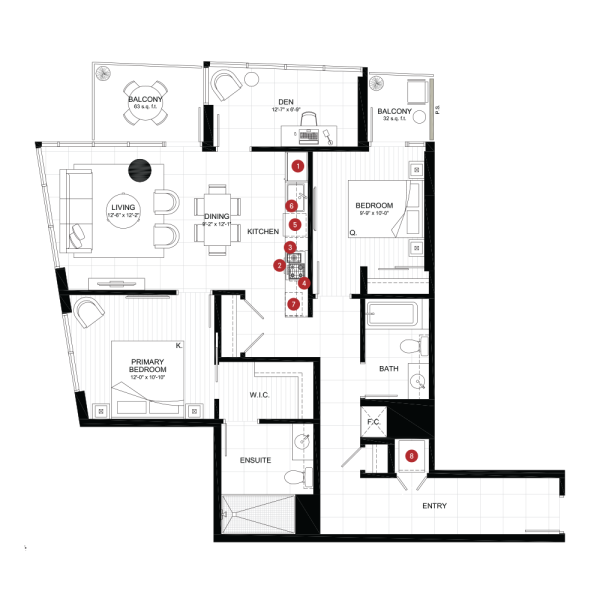 BALCONY
63 s.q. f.t.
DEN
12'-7" x 6'-9"
S
BALCONY
32 s.q. f.t.
P.S.
1
LIVING
12'-6" x 12'-2"
DINING
9'-2" x 12'-1"
KITCHEN
6
5
3
2
4
7
BEDROOM
9'-9" x 10'-0"
Q.
K.
PRIMARY
BEDROOM
12'-0" x 10'-10"
W.I.C.
BATH
F.C.
ENSUITE
8
ENTRY